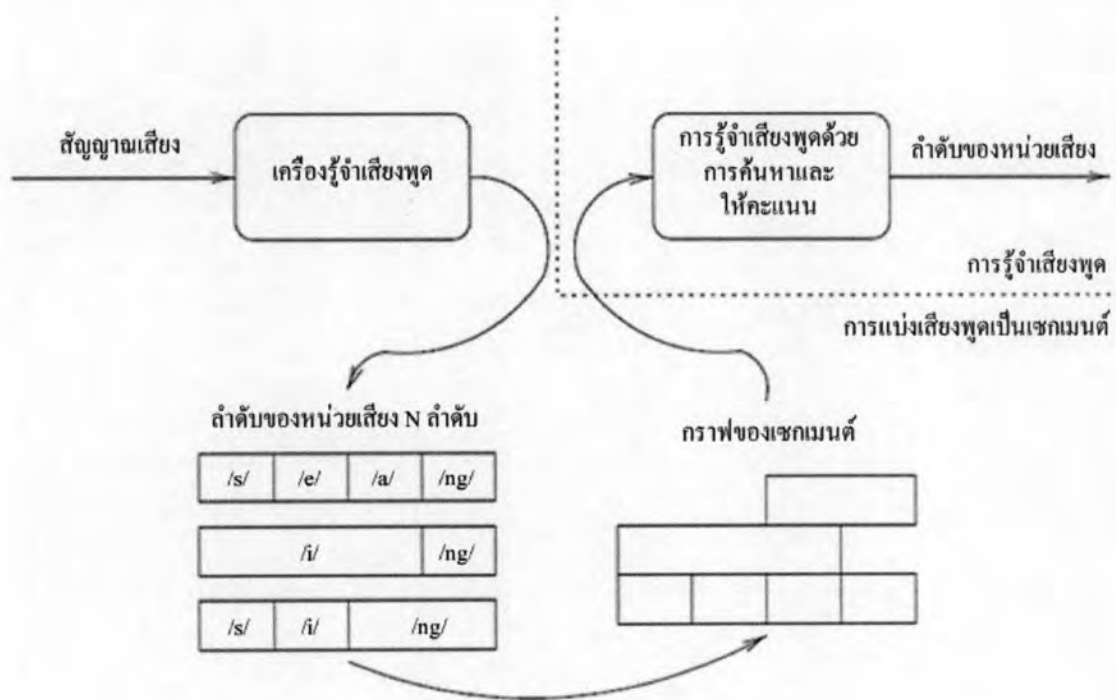 สัญญาณเสียง
เครื่องรู้จำเสียงพูด
การรู้จำเสียงพูดด้วย
การค้นหาและ
ให้คะแนน
ลำดับของหน่วยเสียง
การรู้จำเสียงพูด
การแบ่งเสียงพูดเป็นเซกเมนต์
ลำดับของหน่วยเสียง N ลำดับ
/s/ /e/ /a/ /ng/
/i/ /ng/
/s/ /i/ /ng/
กราฟของเซกเมนต์